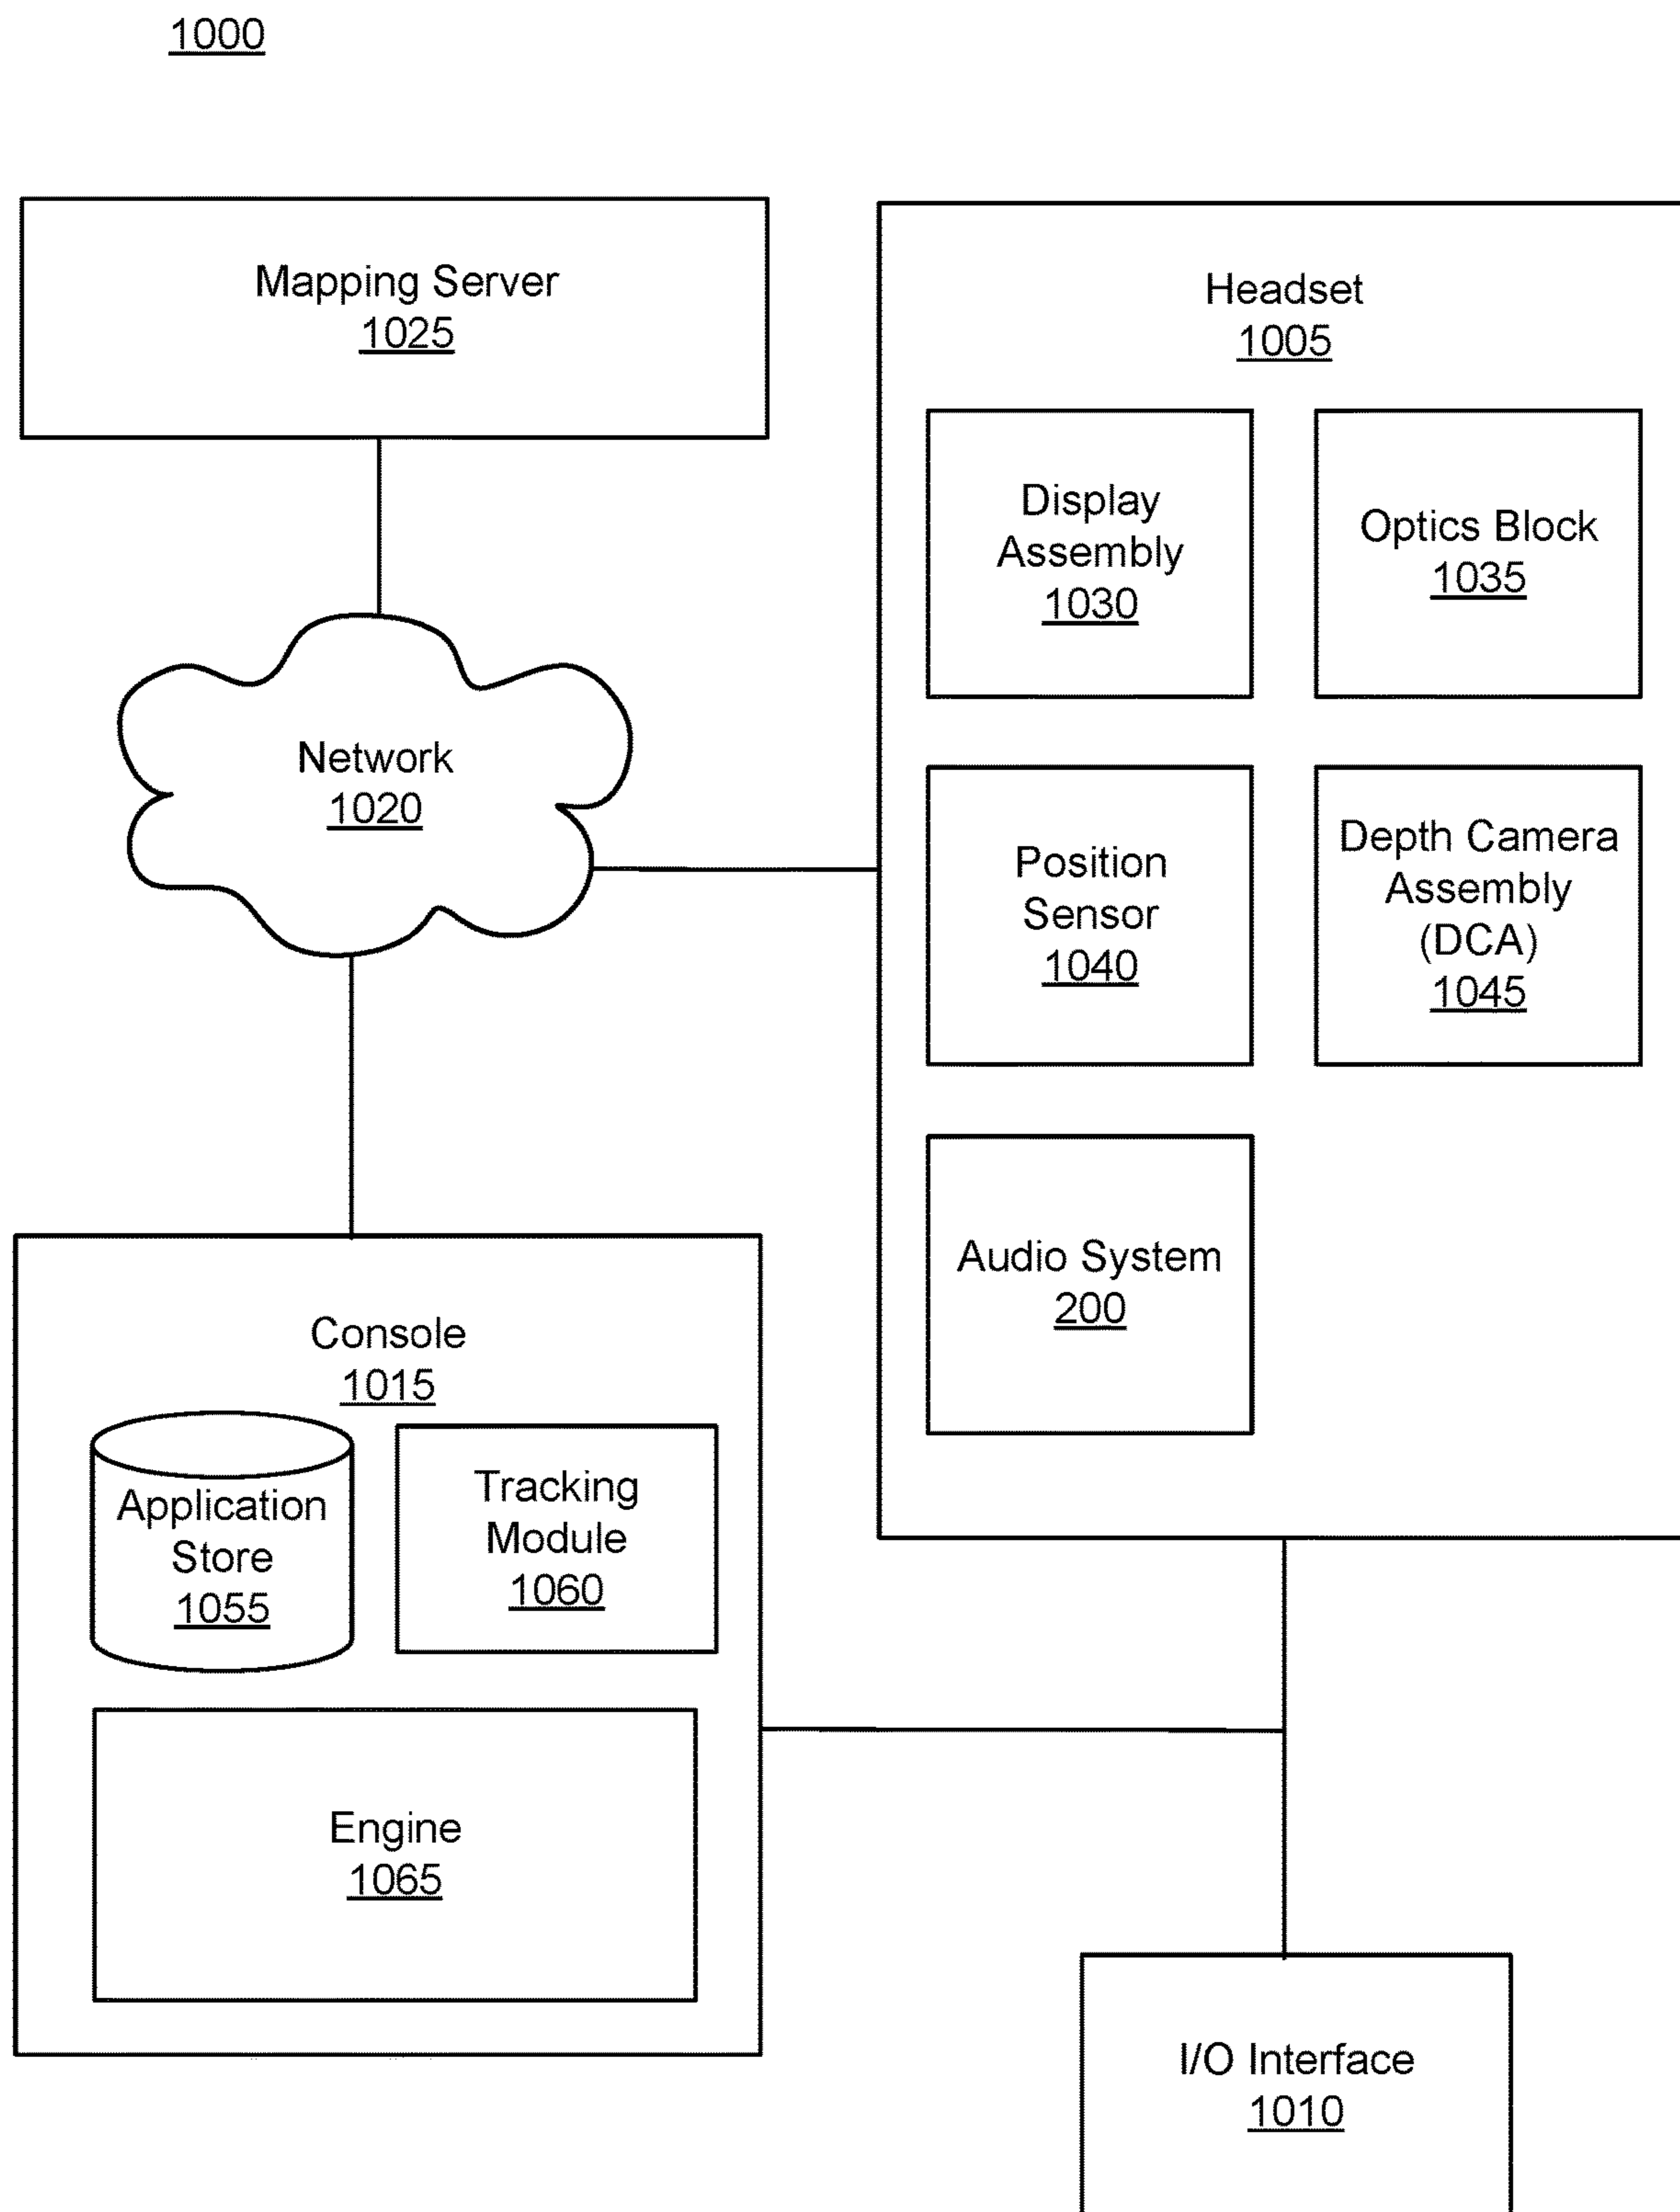 1000
Mapping Server
1025
Headset
1005
Display
Assembly
1030
Optics Block
1035
Network
1020
Position
Sensor
1040
Depth Camera
Assembly
(DCA)
1045
Audio System
200
Console
1015
Application
Store
1055
Tracking
Module
1060
Engine
1065
I/O Interface
1010